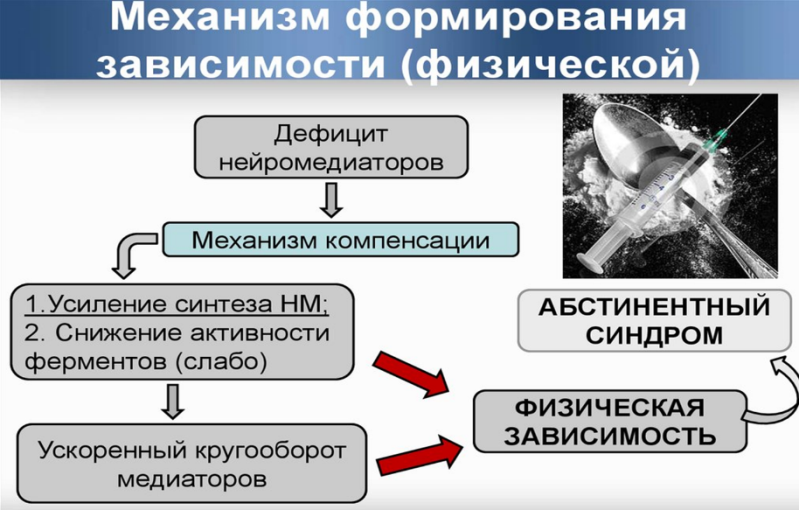 Механизм формирования
зависимости (физической)
Дефицит
нейромедиаторов
Механизм компенсации
1.Усиление синтеза НМ;
2. Снижение активности
ферментов (слабо)
АБСТИНЕНТНЫЙ
СИНДРОМ
ФИЗИЧЕСКАЯ
ЗАВИСИМОСТЬ
Ускоренный кругооборот
медиаторов